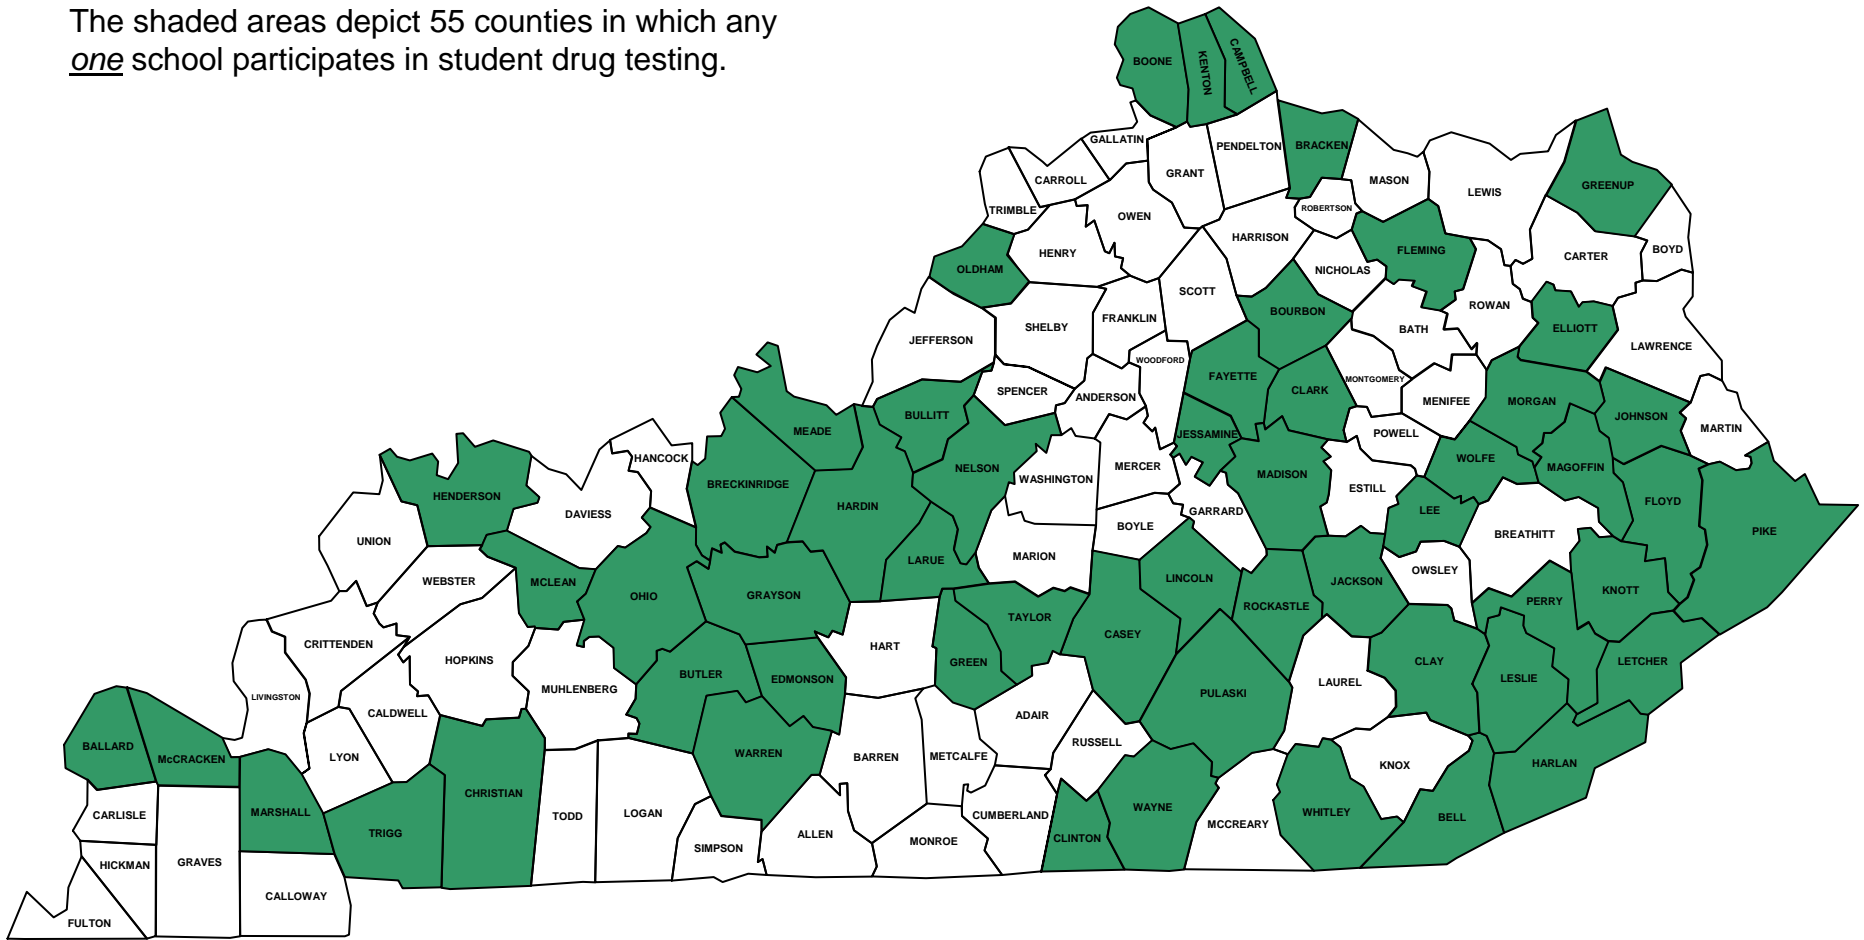 The shaded areas depict 55 counties in which any
one school participates in student drug testing.
BOONE
KENTON
CAMPBELL
GALLATIN
PENDELTON
BRACKEN
CARROLL
GRANT
MASON
LEWIS
GREENUP
TRIMBLE
OWEN
ROBERTSON
HENRY
HARRISON
FLEMING
CARTER
BOYD
OLDHAM
NICHOLAS
SCOTT
SHELBY
FRANKLIN
BOURBON
ROWAN
BATH
ELLIOTT
JEFFERSON
WOODFORD
LAWRENCE
SPENCER
ANDERSON
FAYETTE
CLARK
MONTGOMERY
MENIFEE
MORGAN
JOHNSON
MARTIN
BULLITT
MEADE
JESSAMINE
POWELL
HANCOCK
NELSON
WASHINGTON
MERCER
MADISON
WOLFE
MAGOFFIN
BRECKINRIDGE
HENDERSON
ESTILL
FLOYD
DAVIESS
HARDIN
GARRARD
LEE
PIKE
UNION
BOYLE
BREATHITT
MARION
LARUE
WEBSTER
MCLEAN
OHIO
GRAYSON
LINCOLN
JACKSON
OWSLEY
KNOTT
ROCKASTLE
PERRY
TAYLOR
CASEY
CRITTENDEN
HART
HOPKINS
GREEN
CLAY
LETCHER
BUTLER
EDMONSON
MUHLENBERG
LESLIE
LIVINGSTON
PULASKI
LAUREL
CALDWELL
ADAIR
RUSSELL
BALLARD
McCRACKEN
LYON
WARREN
BARREN
METCALFE
KNOX
HARLAN
CHRISTIAN
CARLISLE
MARSHALL
TODD
LOGAN
CUMBERLAND
WAYNE
WHITLEY
BELL
MCCREARY
TRIGG
ALLEN
MONROE
CLINTON
SIMPSON
HICKMAN
GRAVES
CALLOWAY
FULTON